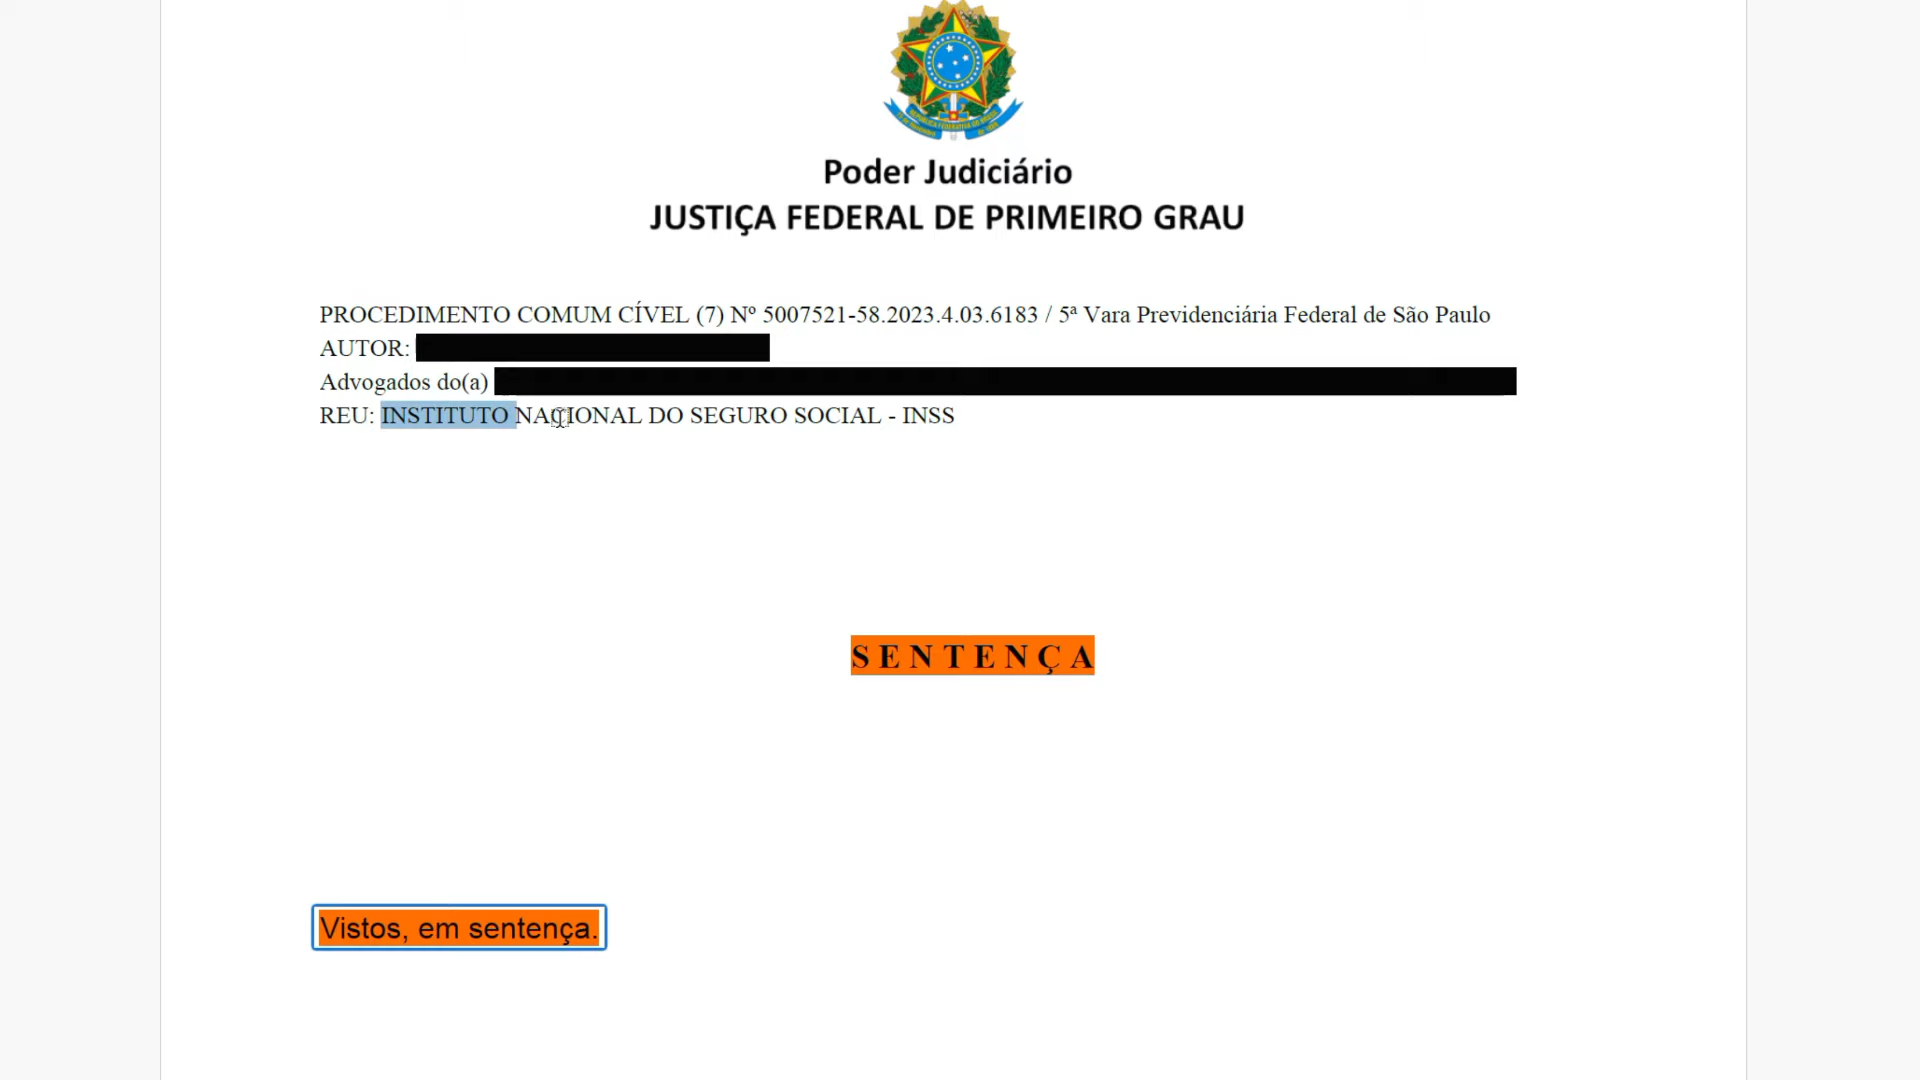 Poder Judiciário
JUSTIÇA FEDERAL DE PRIMEIRO GRAU
PROCEDIMENTO COMUM CÍVEL (7) Nº 5007521-58.2023.4.03.6183 / 5ª Vara Previdenciária Federal de São Paulo
AUTOR:
Advogados do(a)
REU: INSTITUTO NACIONAL DO SEGURO SOCIAL - INSS
S E N T E N Ç A
Vistos, em sentença.